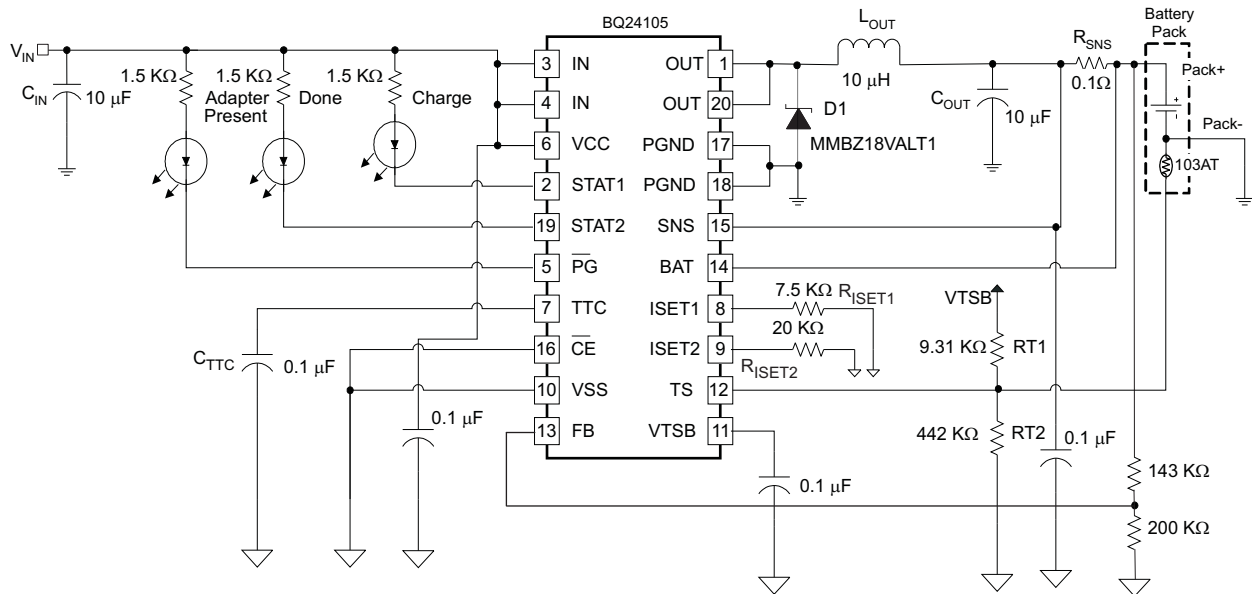 BQ24105
V_IN
C_IN
10 µF
1.5 KΩ
Adapter
Present
1.5 KΩ
Done
1.5 KΩ
Charge
3 IN
4 IN
6 VCC
2 STAT1
19 STAT2
5 PG
7 TTC
16 CE
10 VSS
13 FB
OUT 1
OUT 20
PGND 17
PGND 18
SNS 15
BAT 14
ISET1 8
ISET2 9
TS 12
VTSB 11
L_OUT
10 µH
D1
MMBZ18VALT1
C_OUT
10 µF
R_SNS
0.1Ω
Battery
Pack
Pack+
+
-
Pack-
103AT
7.5 KΩ
R_ISET1
20 KΩ
R_ISET2
VTSB
9.31 KΩ
RT1
442 KΩ
RT2
0.1 µF
143 KΩ
200 KΩ
C_TTC
0.1 µF
0.1 µF
0.1 µF